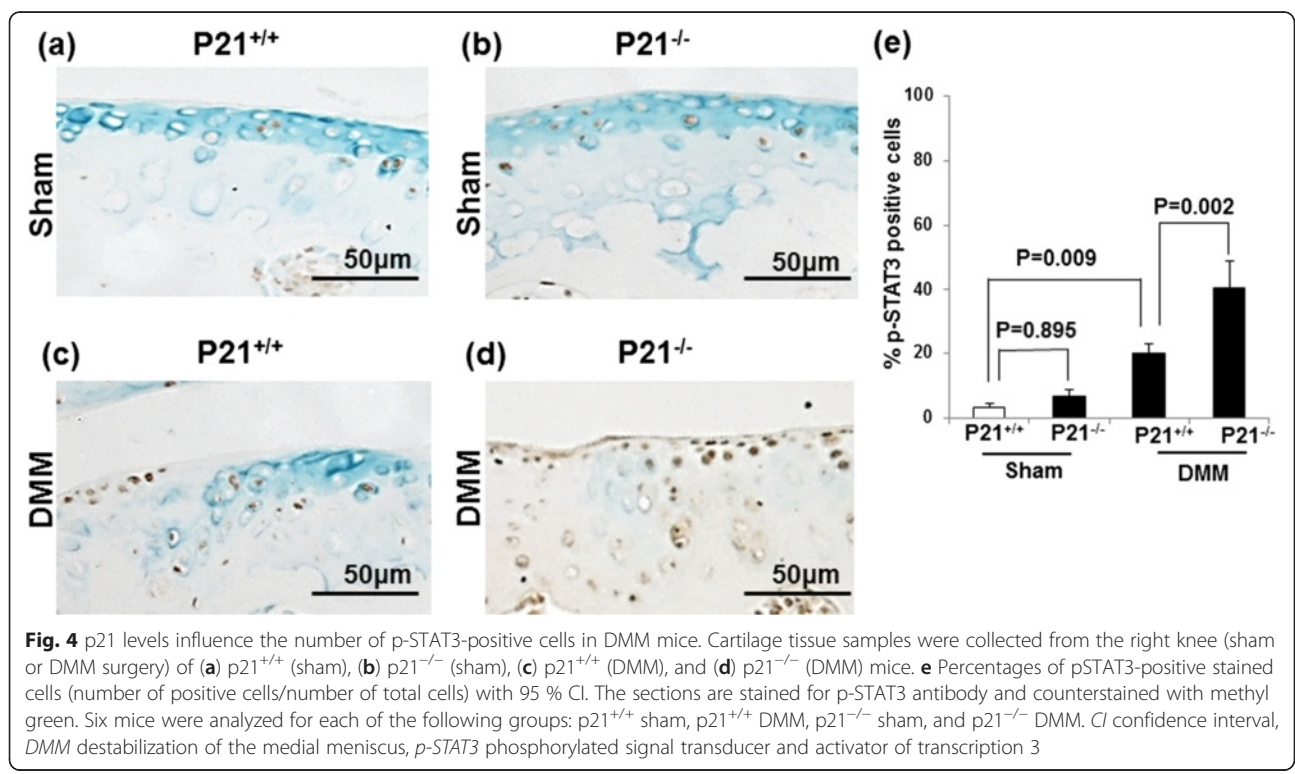 (a) P21+/+
Sham
50µm
(b) P21-/-
Sham
50µm
(c) P21+/+
DMM
50µm
(d) P21-/-
DMM
50µm
(e)
% p-STAT3 positive cells
100
80
60
40
20
0
P=0.002
P=0.009
P=0.895
P21+/+ P21-/- P21+/+ P21-/-
Sham DMM
Fig. 4 p21 levels influence the number of p-STAT3-positive cells in DMM mice. Cartilage tissue samples were collected from the right knee (sham
or DMM surgery) of (a) p21+/+ (sham), (b) p21−/− (sham), (c) p21+/+ (DMM), and (d) p21−/− (DMM) mice. e Percentages of pSTAT3-positive stained
cells (number of positive cells/number of total cells) with 95 % CI. The sections are stained for p-STAT3 antibody and counterstained with methyl
green. Six mice were analyzed for each of the following groups: p21+/+ sham, p21+/+ DMM, p21−/− sham, and p21−/− DMM. CI confidence interval,
DMM destabilization of the medial meniscus, p-STAT3 phosphorylated signal transducer and activator of transcription 3